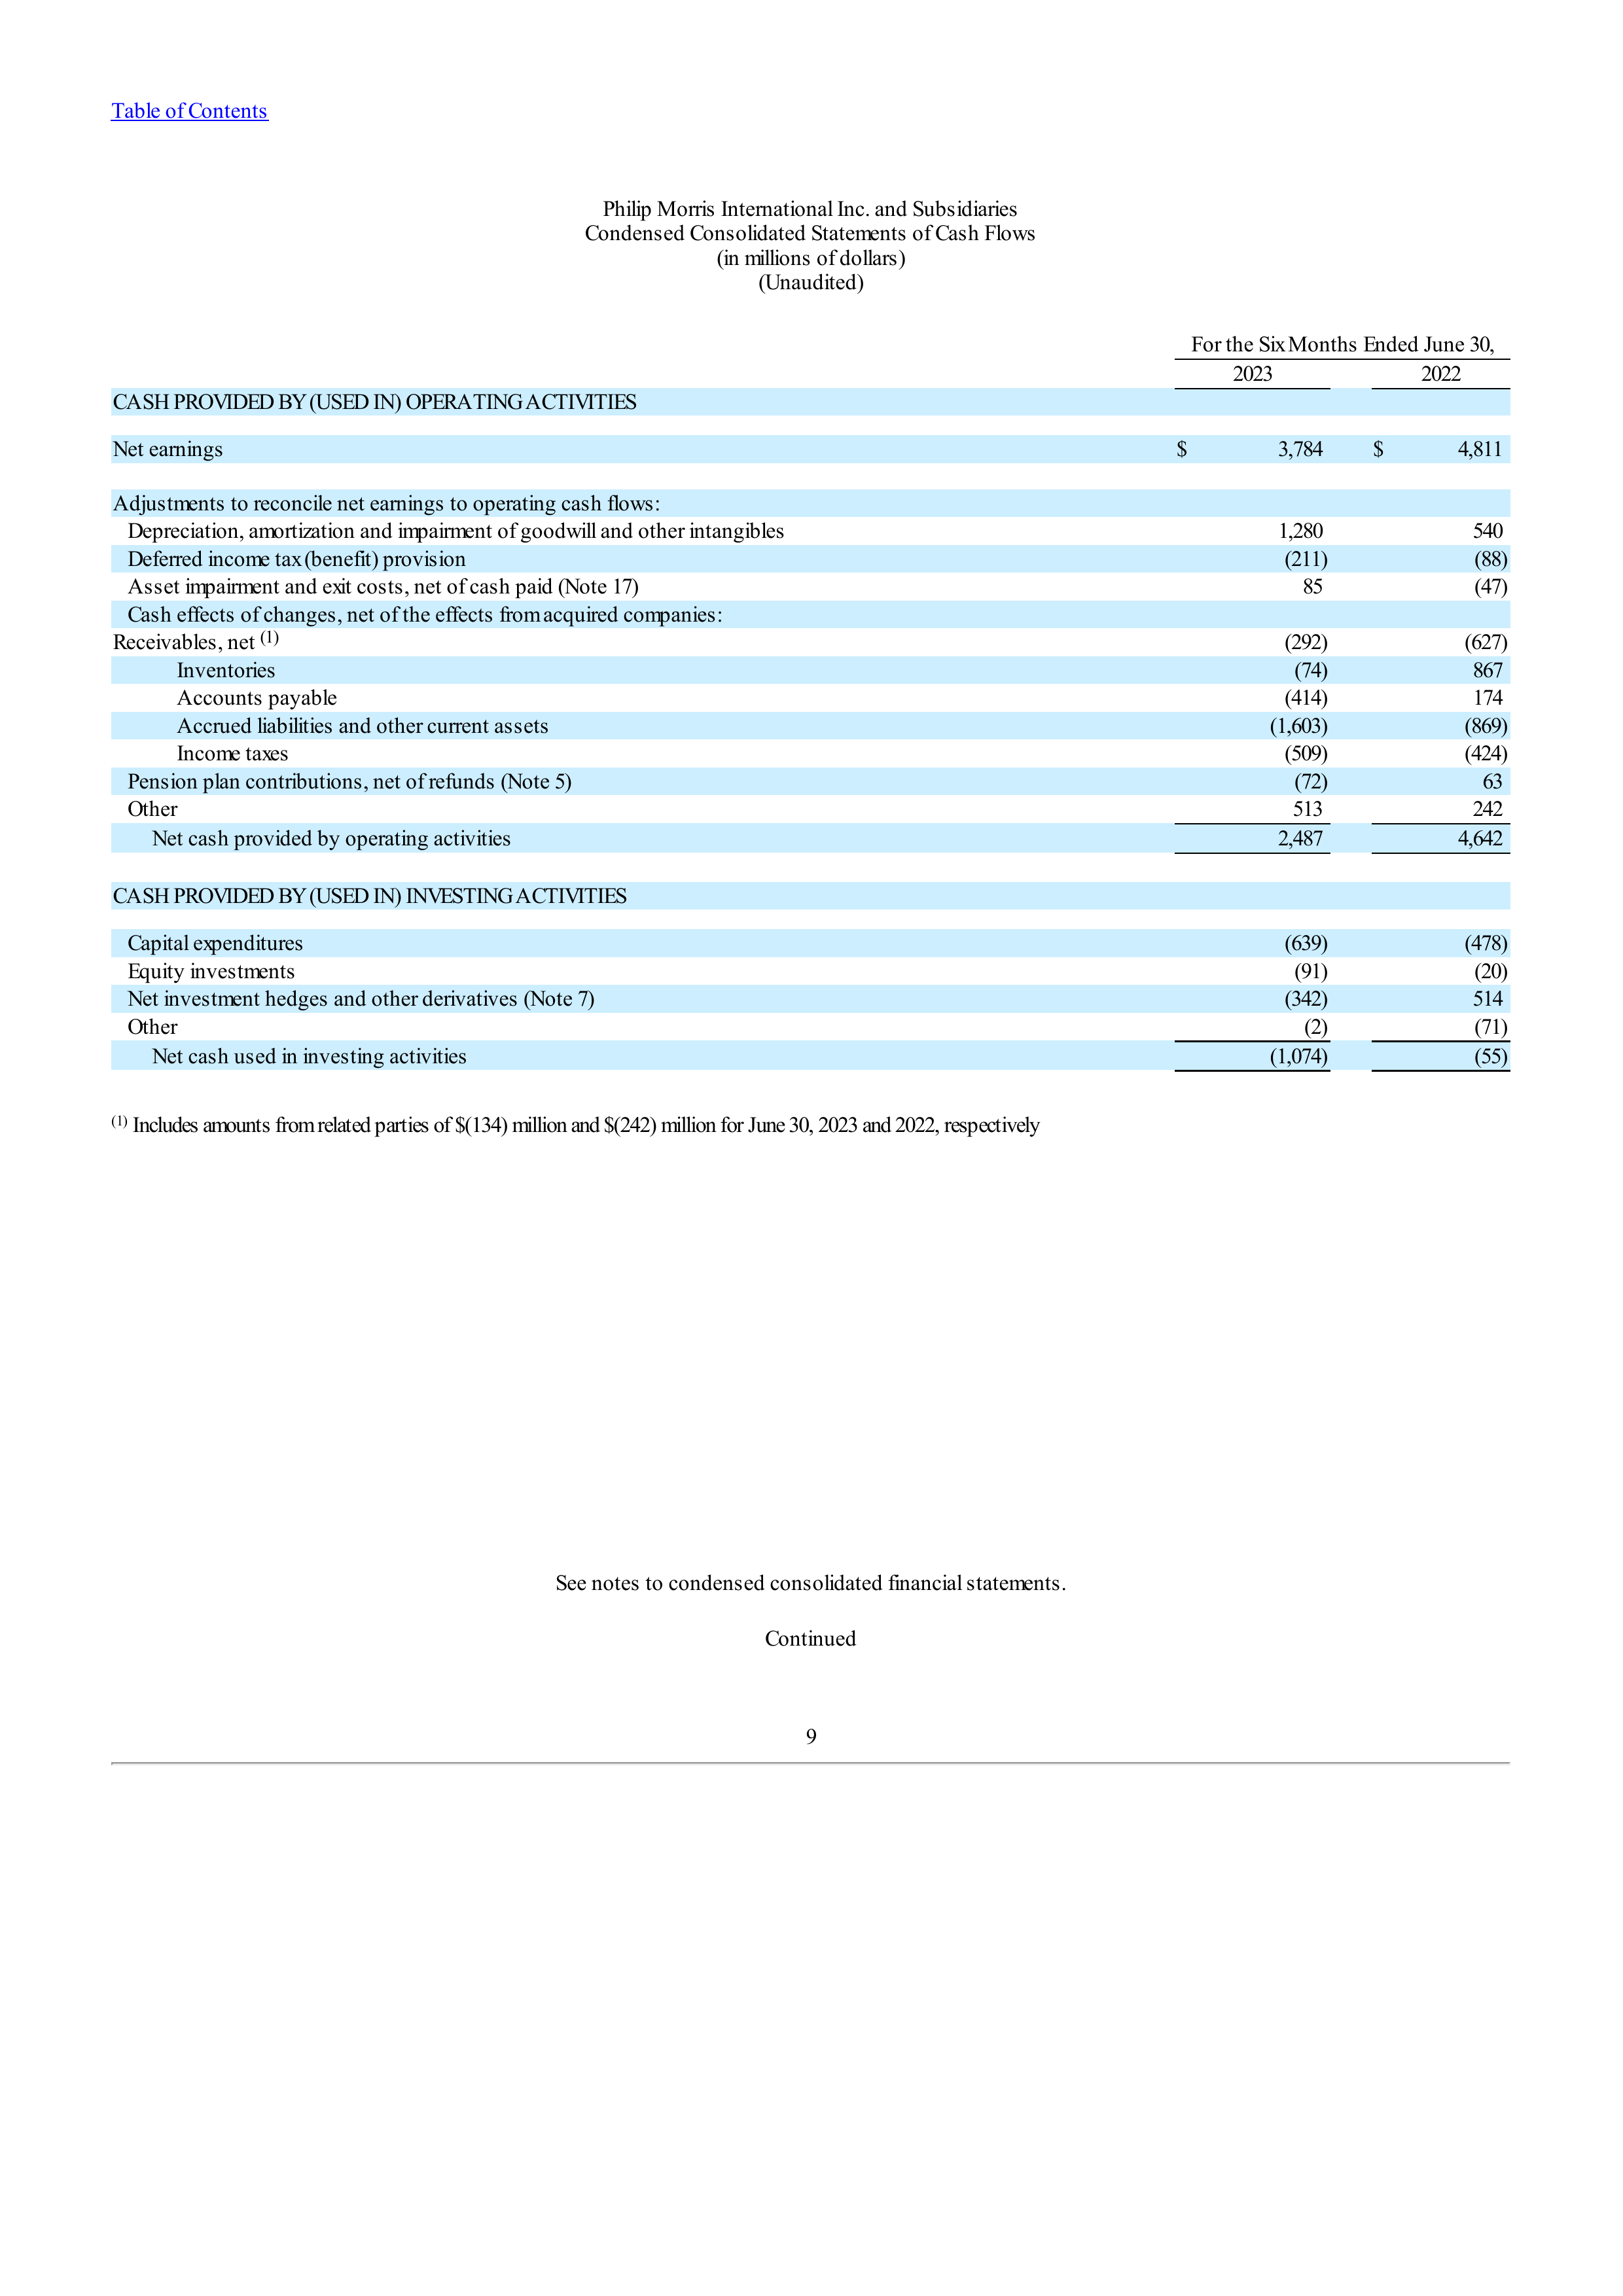 Table of Contents
Philip Morris International Inc. and Subsidiaries
Condensed Consolidated Statements of Cash Flows
(in millions of dollars)
(Unaudited)
For the Six Months Ended June 30,
2023 2022
CASH PROVIDED BY (USED IN) OPERATING ACTIVITIES
Net earnings $ 3,784 $ 4,811
Adjustments to reconcile net earnings to operating cash flows:
Depreciation, amortization and impairment of goodwill and other intangibles 1,280 540
Deferred income tax (benefit) provision (211) (88)
Asset impairment and exit costs, net of cash paid (Note 17) 85 (47)
Cash effects of changes, net of the effects from acquired companies:
Receivables, net (1) (292) (627)
Inventories (74) 867
Accounts payable (414) 174
Accrued liabilities and other current assets (1,603) (869)
Income taxes (509) (424)
Pension plan contributions, net of refunds (Note 5) (72) 63
Other 513 242
Net cash provided by operating activities 2,487 4,642
CASH PROVIDED BY (USED IN) INVESTING ACTIVITIES
Capital expenditures (639) (478)
Equity investments (91) (20)
Net investment hedges and other derivatives (Note 7) (342) 514
Other (2) (71)
Net cash used in investing activities (1,074) (55)
(1) Includes amounts from related parties of $(134) million and $(242) million for June 30, 2023 and 2022, respectively
See notes to condensed consolidated financial statements.
Continued
9